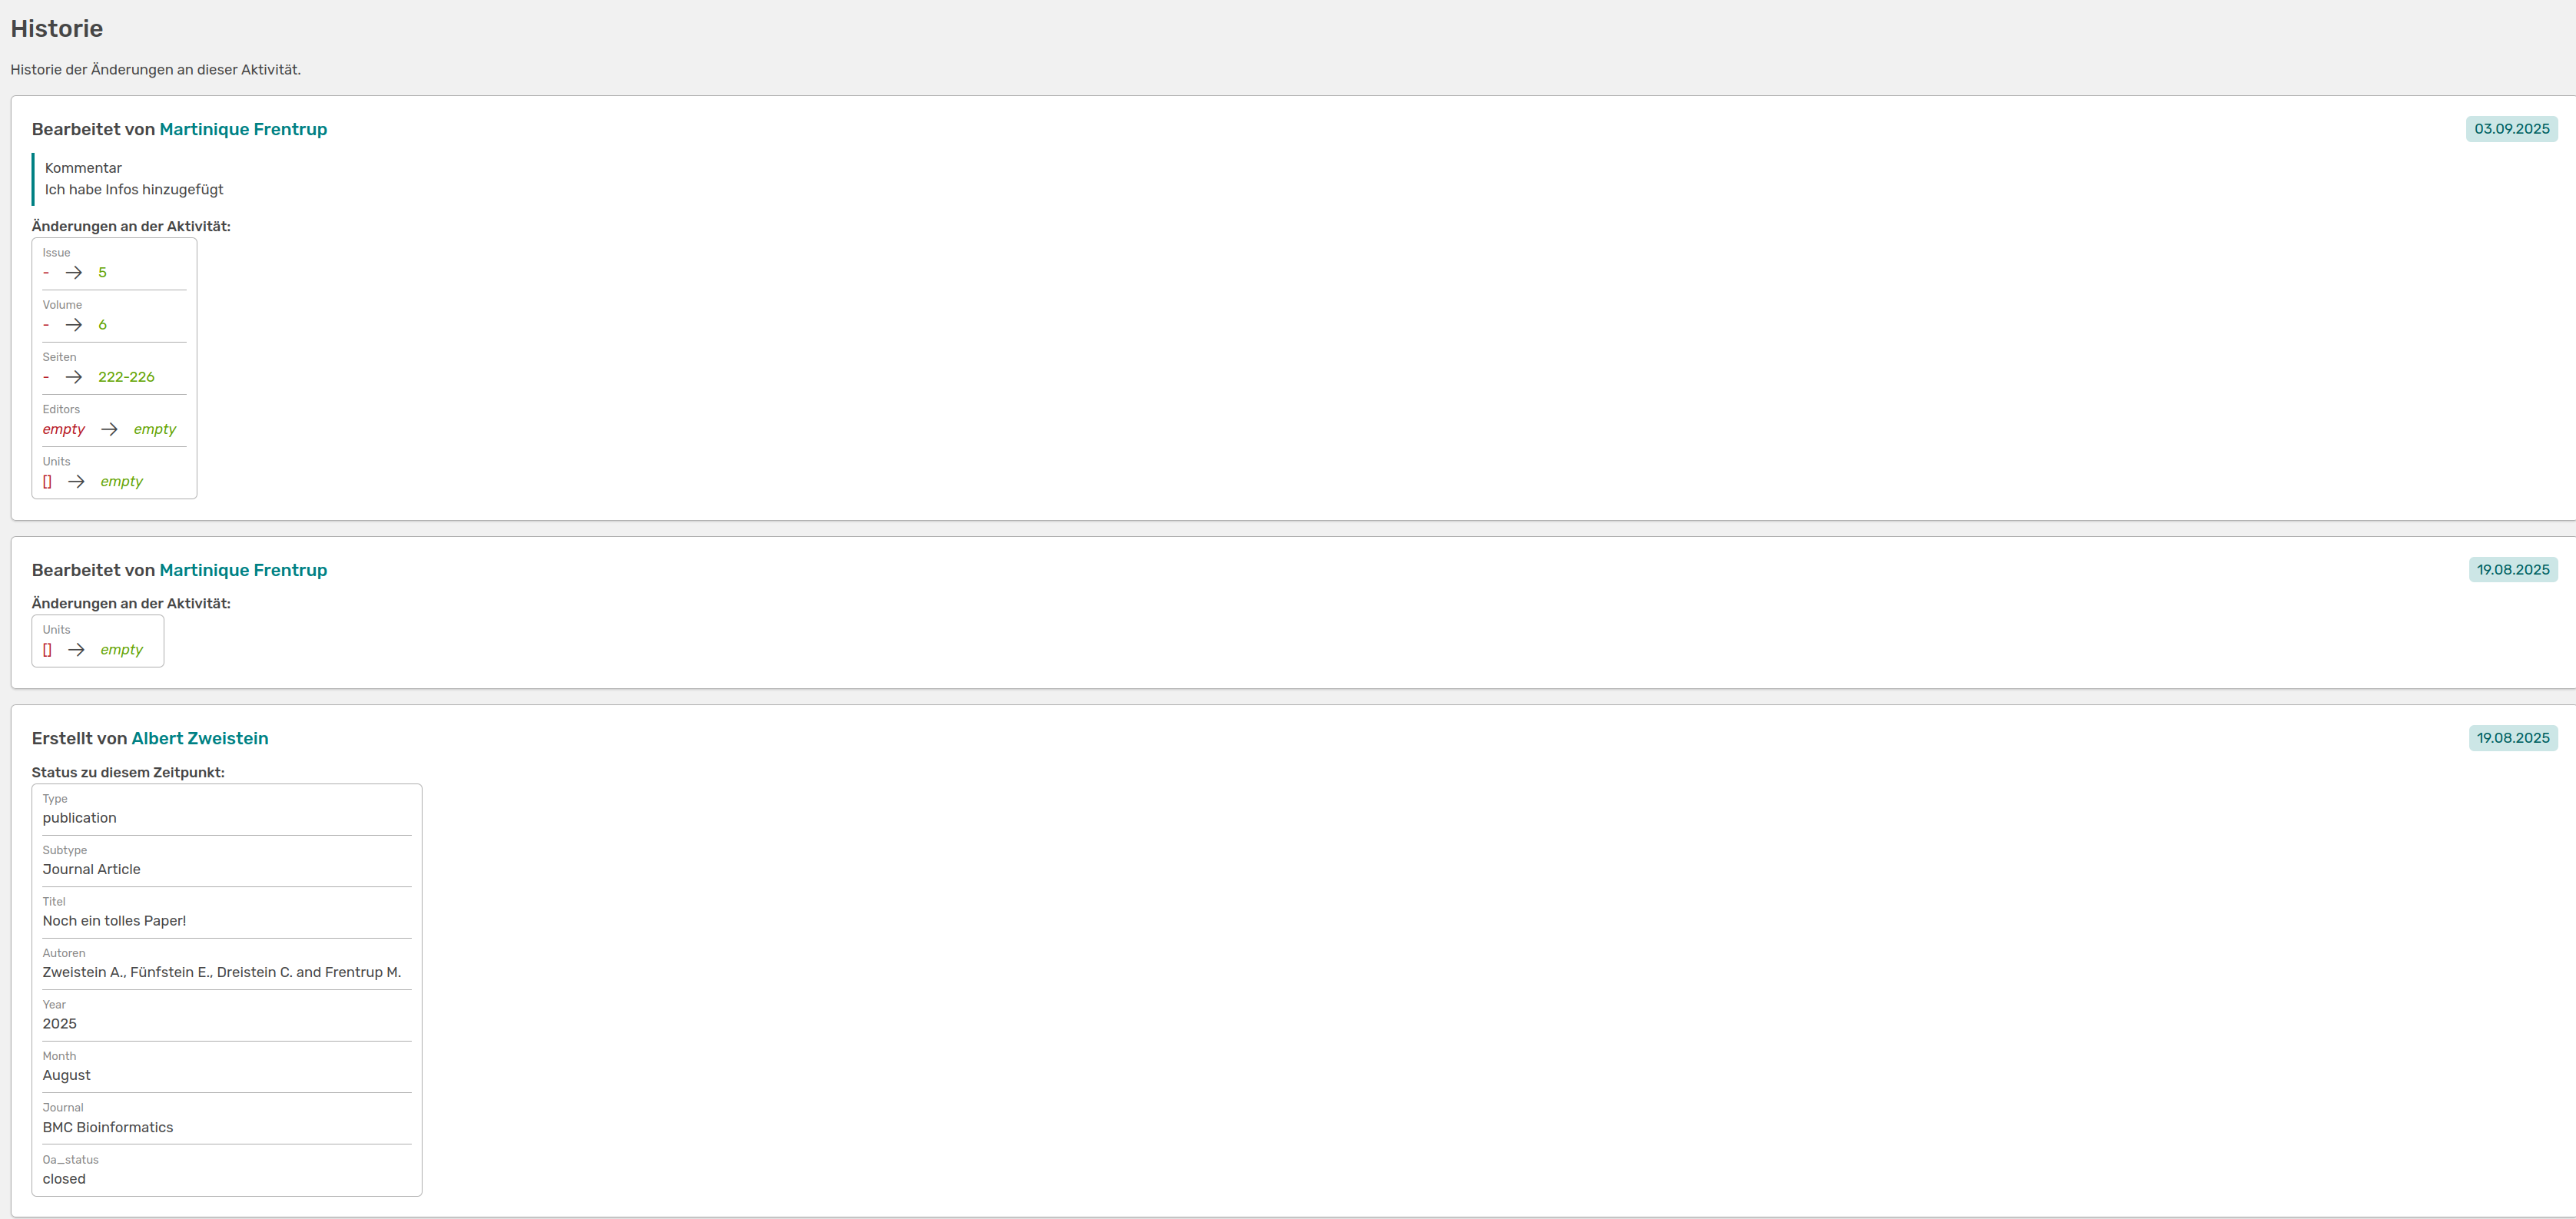 Historie
Historie der Änderungen an dieser Aktivität.
Bearbeitet von Martinique Frentrup
03.09.2025
Kommentar
Ich habe Infos hinzugefügt
Änderungen an der Aktivität:
Issue
- → 5
Volume
- → 6
Seiten
- → 222-226
Editors
empty → empty
Units
[] → empty
Bearbeitet von Martinique Frentrup
19.08.2025
Änderungen an der Aktivität:
Units
[] → empty
Erstellt von Albert Zweistein
19.08.2025
Status zu diesem Zeitpunkt:
Type
publication
Subtype
Journal Article
Titel
Noch ein tolles Paper!
Autoren
Zweistein A., Fünfstein E., Dreistein C. and Frentrup M.
Year
2025
Month
August
Journal
BMC Bioinformatics
Oa_status
closed